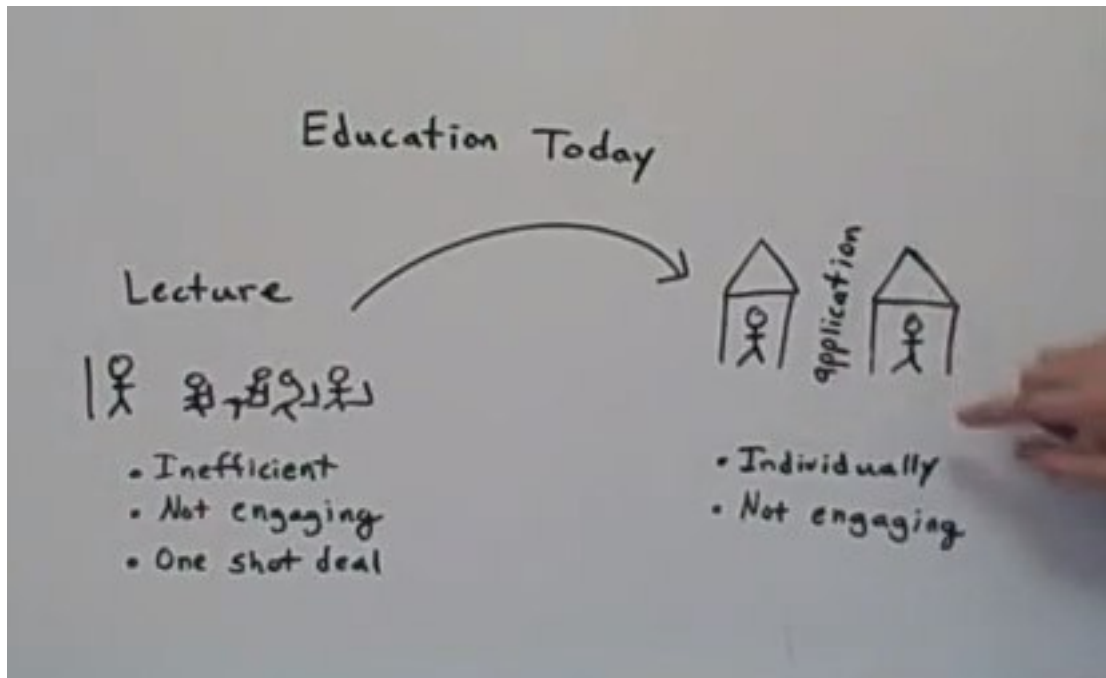 Education Today
Lecture
• Inefficient
• Not engaging
• One shot deal
application
• Individually
• Not engaging